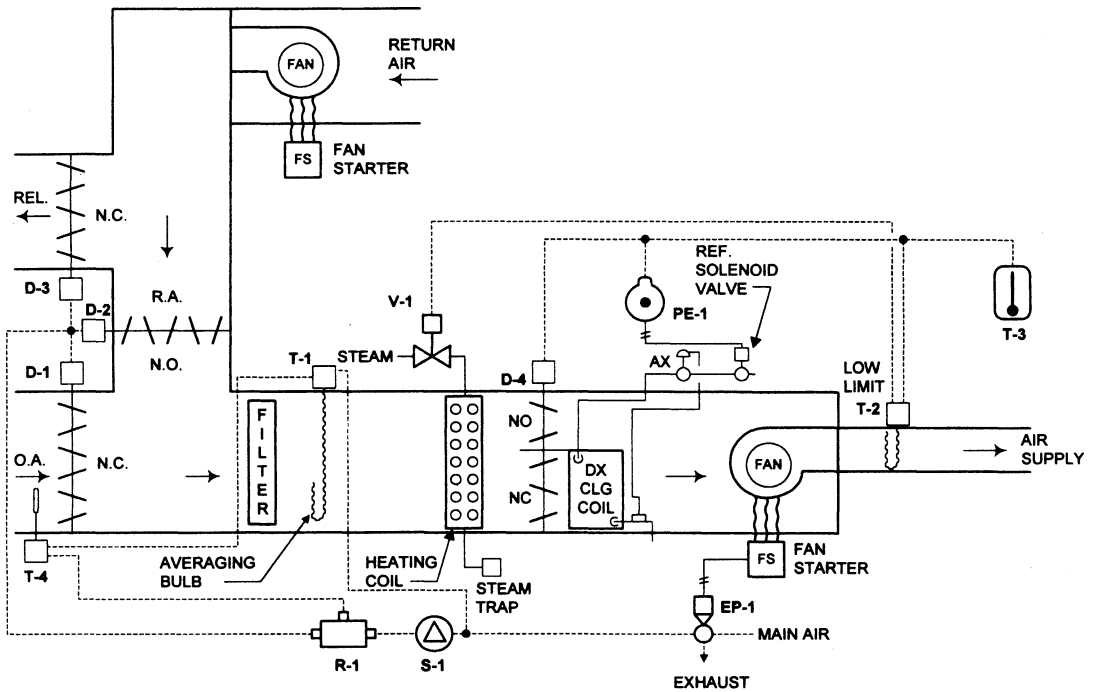 RETURN
AIR
FAN
FS
FAN
STARTER
REL.
N.C.
D-3
D-2
R.A.
N.O.
D-1
V-1
STEAM
T-1
REF.
SOLENOID
VALVE
PE-1
AX
T-3
D-4
LOW
LIMIT
T-2
FILTER
NO
NC
DX
CLG
COIL
FAN
AIR
SUPPLY
O.A.
N.C.
T-4
AVERAGING
BULB
HEATING
COIL
STEAM
TRAP
FS
FAN
STARTER
EP-1
MAIN AIR
R-1
S-1
EXHAUST